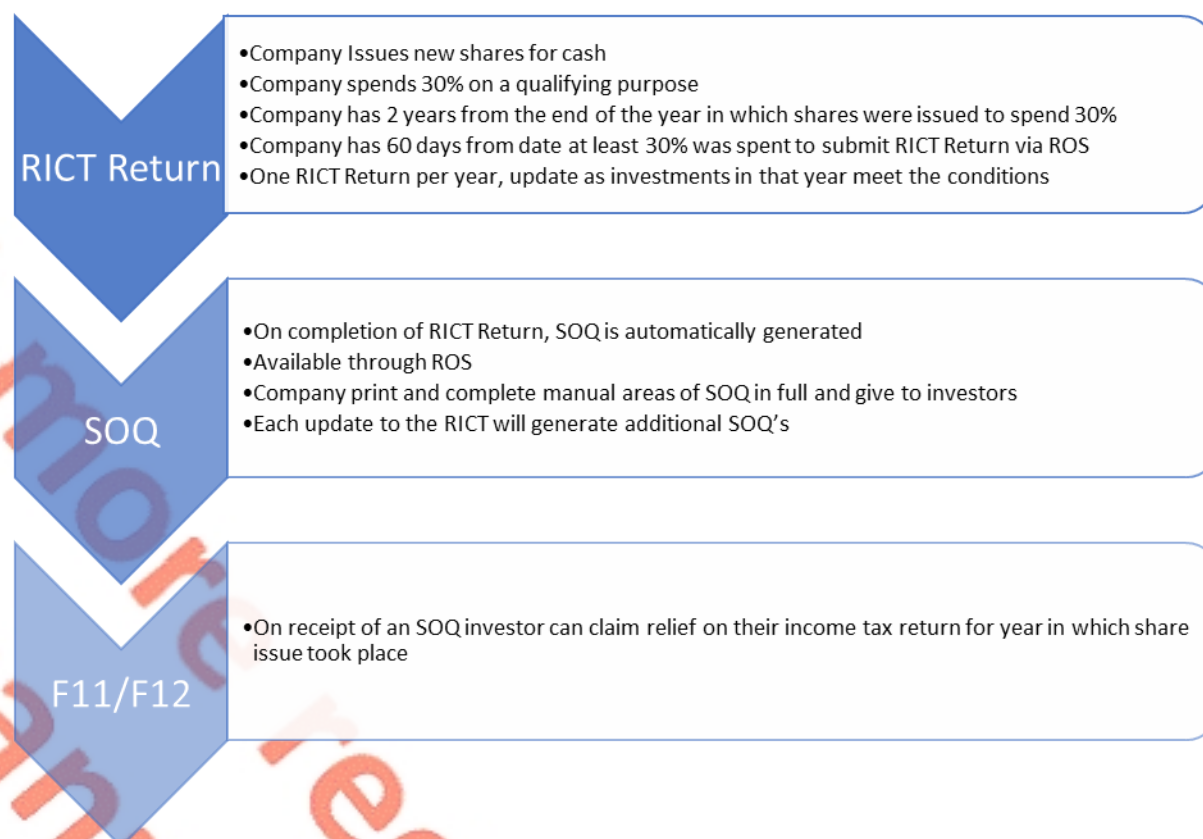 RICT Return
•Company Issues new shares for cash
•Company spends 30% on a qualifying purpose
•Company has 2 years from the end of the year in which shares were issued to spend 30%
•Company has 60 days from date at least 30% was spent to submit RICT Return via ROS
•One RICT Return per year, update as investments in that year meet the conditions
SOQ
•On completion of RICT Return, SOQ is automatically generated
•Available through ROS
•Company print and complete manual areas of SOQ in full and give to investors
•Each update to the RICT will generate additional SOQ's
F11/F12
•On receipt of an SOQ investor can claim relief on their income tax return for year in which share
issue took place
more